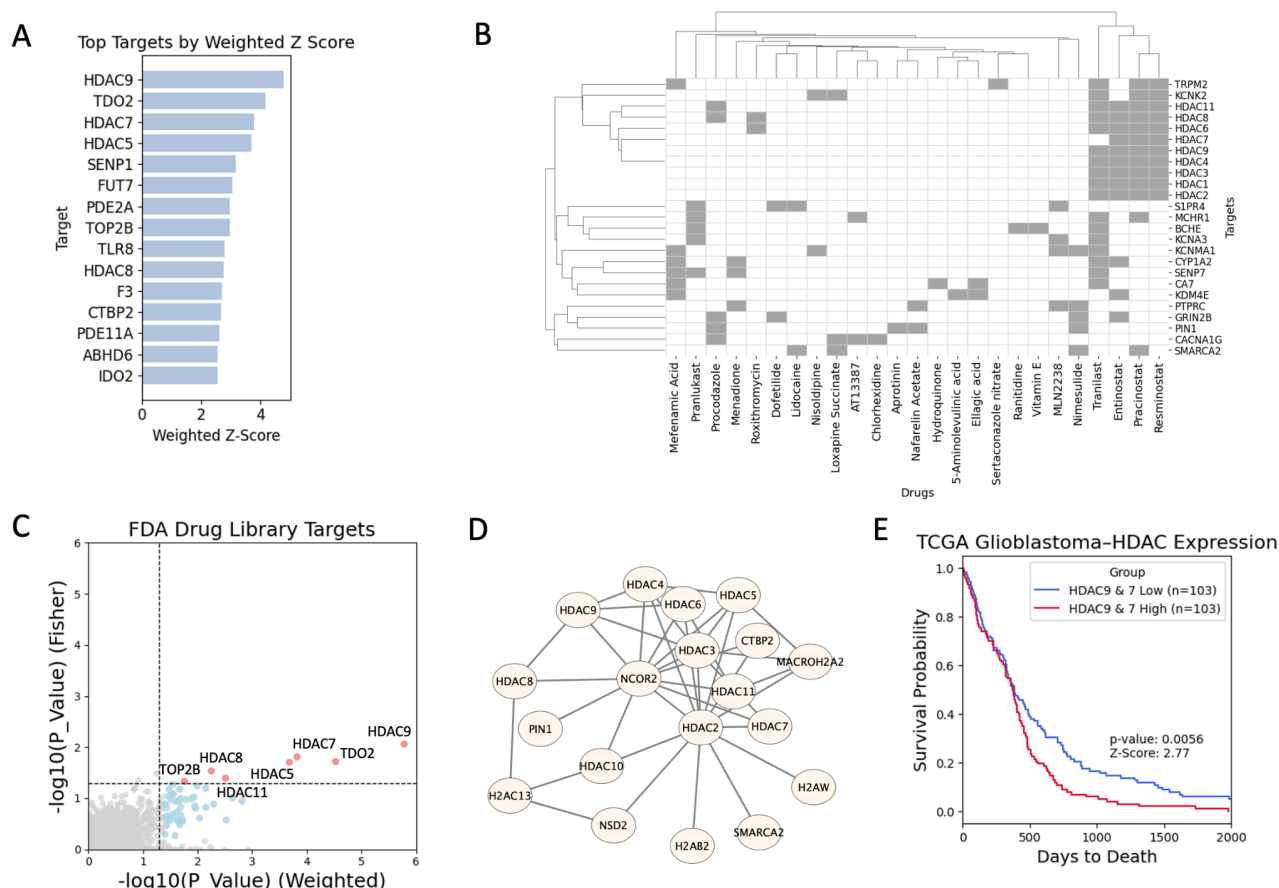 A
Top Targets by Weighted Z Score
HDAC9
TDO2
HDAC7
HDAC5
SENP1
FUT7
PDE2A
TOP2B
TLR8
HDAC8
F3
CTBP2
PDE11A
ABHD6
IDO2
Target
0 2 4
Weighted Z-Score
B
TRPM2
KCNK2
HDAC11
HDAC8
HDAC6
HDAC7
HDAC9
HDAC4
HDAC3
HDAC1
HDAC2
S1PR4
MCHR1
BCHE
KCNA3
KCNMA1
CYP1A2
SENP7
CA7
KDM4E
PTPRC
GRIN2B
PIN1
CACNA1G
SMARCA2
Targets
Mefenamic Acid
Pranlukast
Procodazole
Menadione
Roxithromycin
Dofetilide
Lidocaine
Nisoldipine
Loxapine Succinate
AT13387
Chlorhexidine
Aprotinin
Nafarelin Acetate
Hydroquinone
5-Aminolevulinic acid
Ellagic acid
Sertaconazole nitrate
Ranitidine
Vitamin E
MLN2238
Nimesulide
Tranilast
Entinostat
Pracinostat
Resminostat
Drugs
C
FDA Drug Library Targets
6
5
4
3
2
1
0
-log10(P_Value) (Fisher)
HDAC9
HDAC7
TDO2
HDAC8
TOP2B
HDAC5
HDAC11
0 1 2 3 4 5 6
-log10(P_Value) (Weighted)
D
HDAC4
HDAC6
HDAC5
HDAC9
CTBP2
HDAC3
MACROH2A2
HDAC8
NCOR2
HDAC11
PIN1
HDAC2
HDAC7
HDAC10
H2AW
H2AC13
NSD2
SMARCA2
H2AB2
E
TCGA Glioblastoma–HDAC Expression
Group
HDAC9 & 7 Low (n=103)
HDAC9 & 7 High (n=103)
1.0
0.8
0.6
0.4
0.2
0.0
Survival Probability
p-value: 0.0056
Z-Score: 2.77
0 500 1000 1500 2000
Days to Death